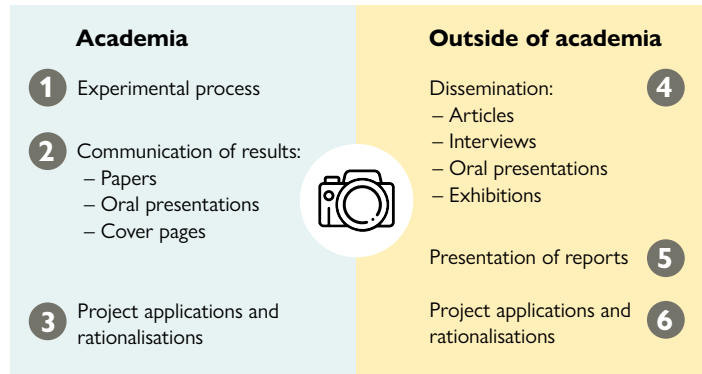 Academia
1 Experimental process
2 Communication of results:
– Papers
– Oral presentations
– Cover pages
3 Project applications and
rationalisations
Outside of academia
Dissemination: 4
– Articles
– Interviews
– Oral presentations
– Exhibitions
Presentation of reports 5
Project applications and 6
rationalisations